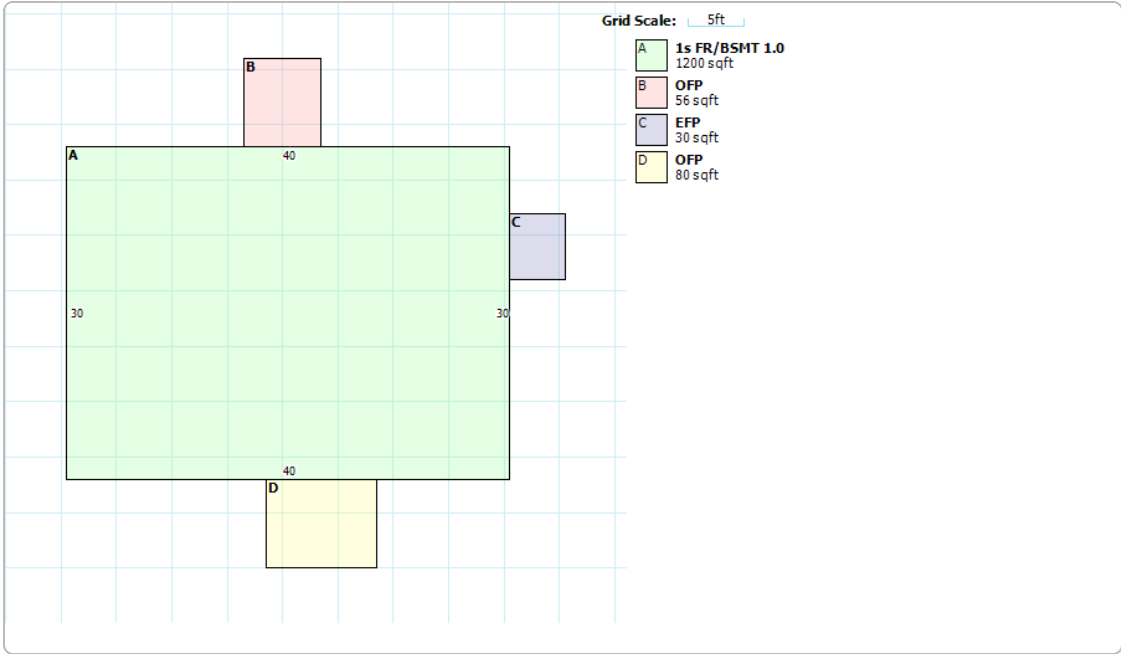 Grid Scale: 5ft
A 1s FR/BSMT 1.0
1200 sqft
B OFP
56 sqft
C EFP
30 sqft
D OFP
80 sqft
B
A
40
C
30
30
40
D